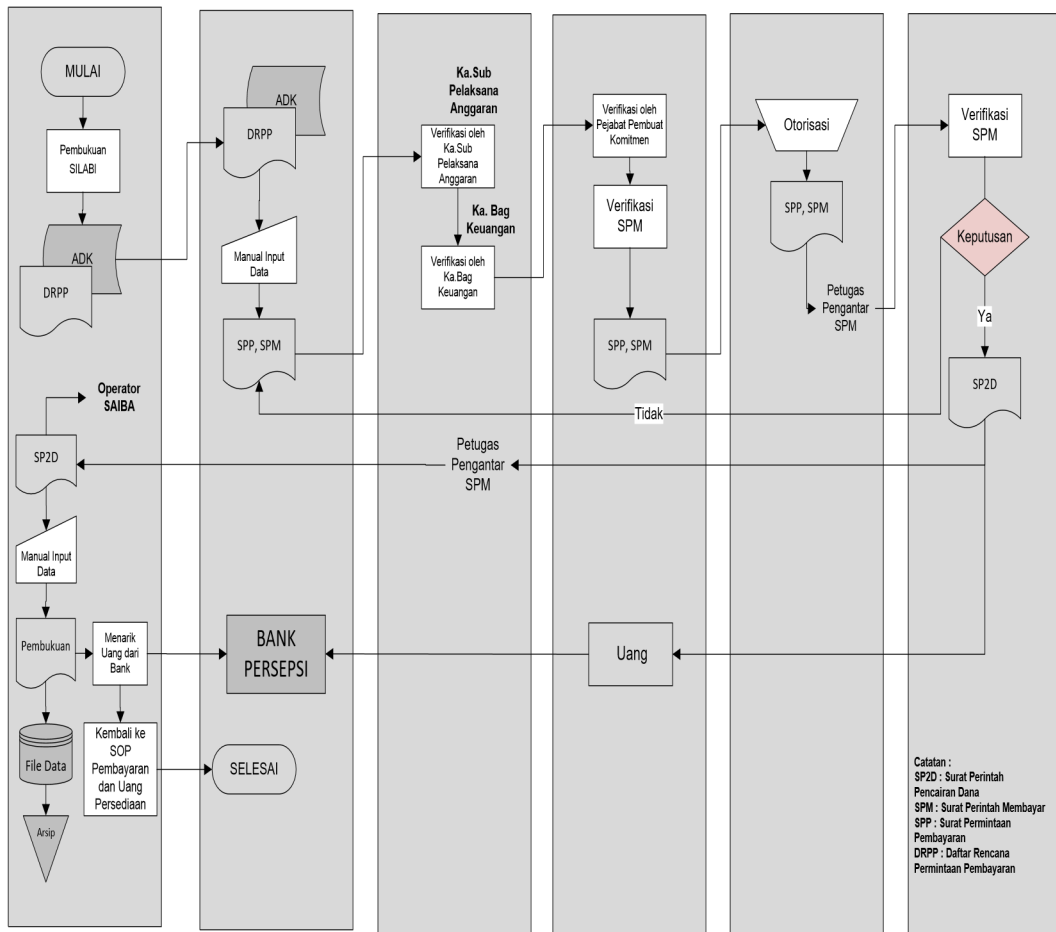 MULAI
Pembukuan
SILABI
ADK
DRPP
Operator
SAIBA
SP2D
Manual Input
Data
Pembukuan
Menarik
Uang dari
Bank
File Data
Kembali ke
SOP
Pembayaran
dan Uang
Persediaan
Arsip
ADK
DRPP
Manual Input
Data
SPP, SPM
BANK
PERSEPSI
SELESAI
Ka.Sub
Pelaksana
Anggaran
Verifikasi oleh
Ka.Sub
Pelaksana
Anggaran
Ka. Bag
Keuangan
Verifikasi oleh
Ka.Bag
Keuangan
Petugas
Pengantar
SPM
Verifikasi oleh
Pejabat Pembuat
Komitmen
Verifikasi
SPM
SPP, SPM
Tidak
Uang
Otorisasi
SPP, SPM
Petugas
Pengantar
SPM
Verifikasi
SPM
Keputusan
Ya
SP2D
Catatan :
SP2D : Surat Perintah
Pencairan Dana
SPM : Surat Perintah Membayar
SPP : Surat Permintaan
Pembayaran
DRPP : Daftar Rencana
Permintaan Pembayaran